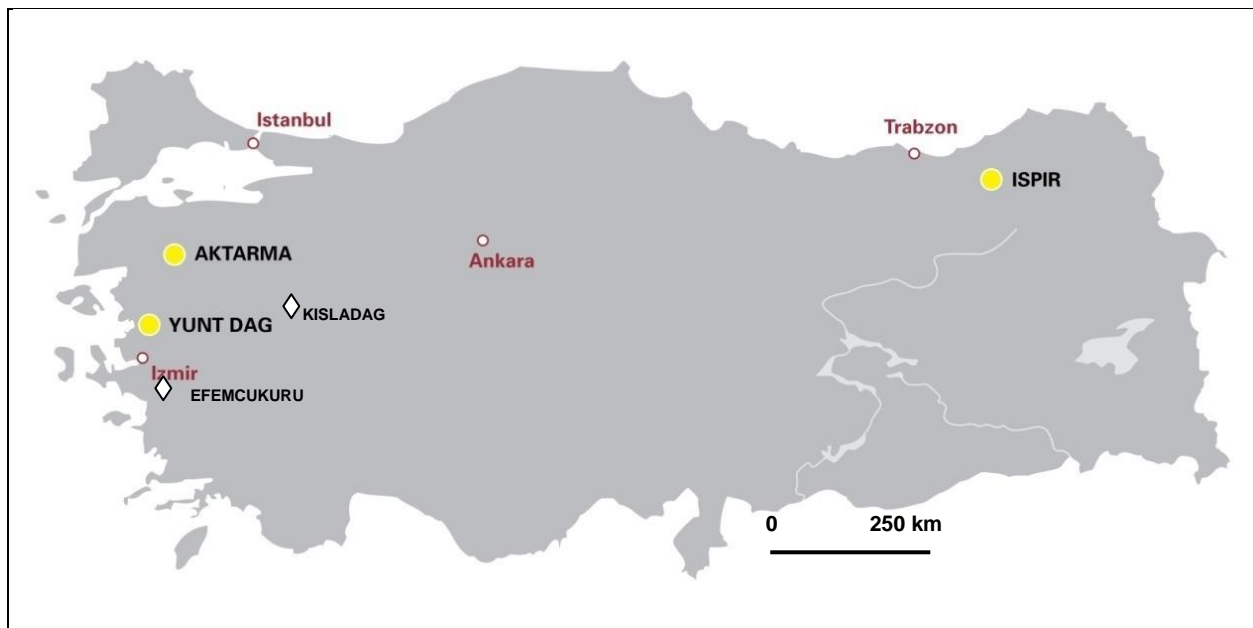 Istanbul
Trabzon
ISPIR
AKTARMA
Ankara
KISLADAG
YUNT DAG
Izmir
EFEMCUKURU
0 250 km